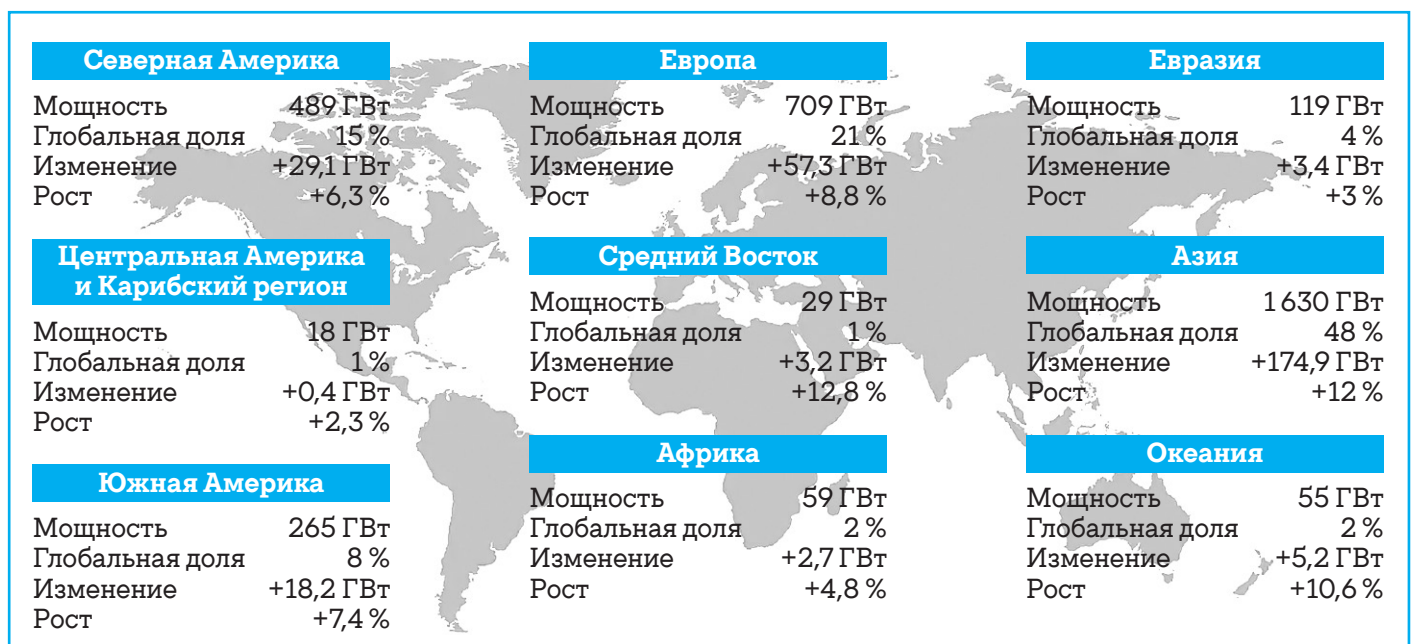 Северная Америка
Мощность 489 ГВт
Глобальная доля 15 %
Изменение +29,1 ГВт
Рост +6,3 %
Центральная Америка
и Карибский регион
Мощность 18 ГВт
Глобальная доля 1 %
Изменение +0,4 ГВт
Рост +2,3 %
Южная Америка
Мощность 265 ГВт
Глобальная доля 8 %
Изменение +18,2 ГВт
Рост +7,4 %
Европа
Мощность 709 ГВт
Глобальная доля 21 %
Изменение +57,3 ГВт
Рост +8,8 %
Средний Восток
Мощность 29 ГВт
Глобальная доля 1 %
Изменение +3,2 ГВт
Рост +12,8 %
Африка
Мощность 59 ГВт
Глобальная доля 2 %
Изменение +2,7 ГВт
Рост +4,8 %
Евразия
Мощность 119 ГВт
Глобальная доля 4 %
Изменение +3,4 ГВт
Рост +3 %
Азия
Мощность 1630 ГВт
Глобальная доля 48 %
Изменение +174,9 ГВт
Рост +12 %
Океания
Мощность 55 ГВт
Глобальная доля 2 %
Изменение +5,2 ГВт
Рост +10,6 %